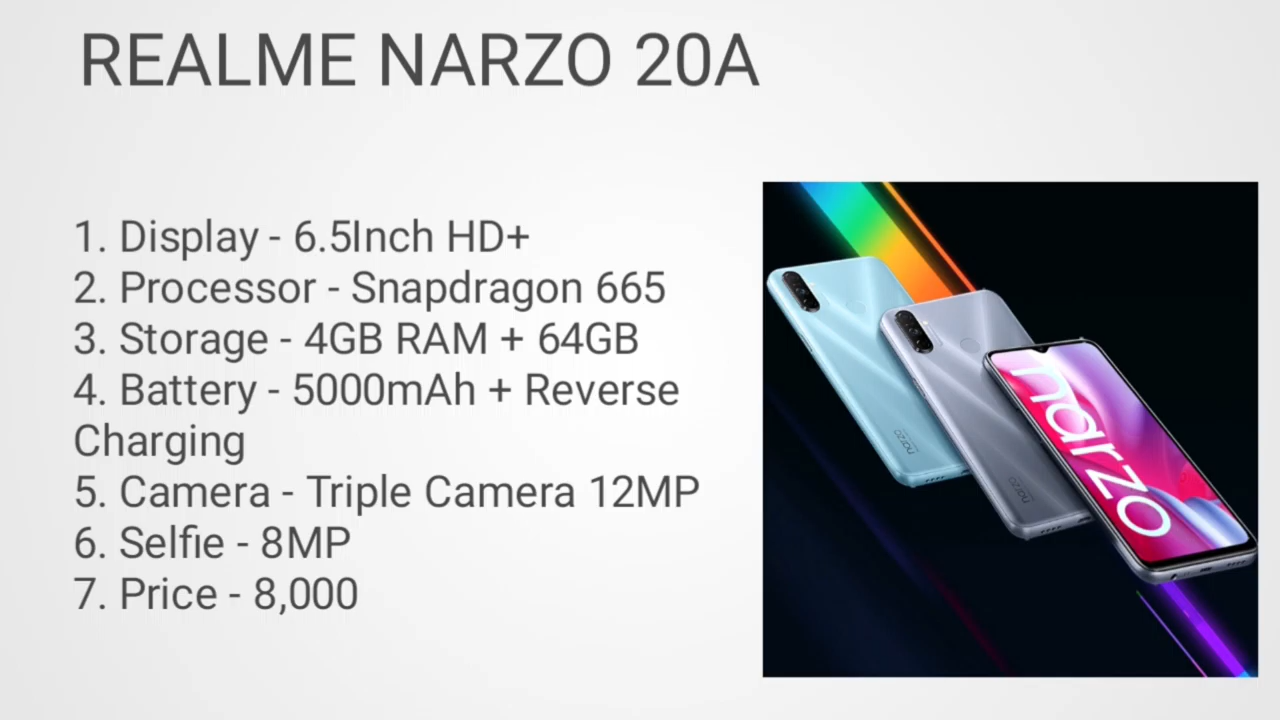 REALME NARZO 20A
1. Display - 6.5Inch HD+
2. Processor - Snapdragon 665
3. Storage - 4GB RAM + 64GB
4. Battery - 5000mAh + Reverse
Charging
5. Camera - Triple Camera 12MP
6. Selfie - 8MP
7. Price - 8,000
narzo
narzo
narzo